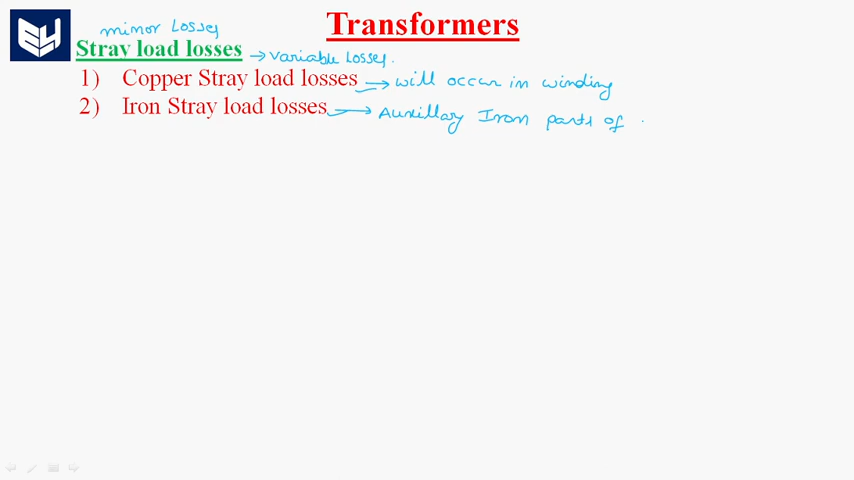 Transformers
minor Losses
Stray load losses → variable Losses.
1) Copper Stray load losses → will occur in winding
2) Iron Stray load losses → Auxillary Iron parts of